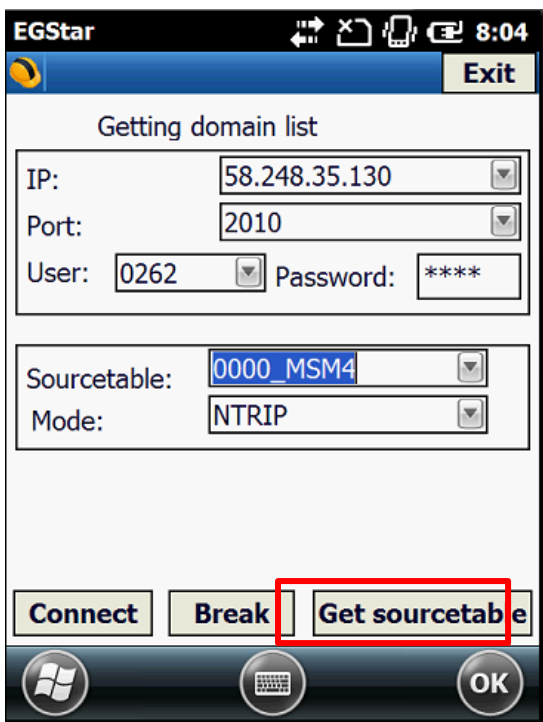 EGStar 8:04
Exit
Getting domain list
IP: 58.248.35.130
Port: 2010
User: 0262 Password: ****
Sourcetable: 0000_MSM4
Mode: NTRIP
Connect Break Get sourcetable
OK